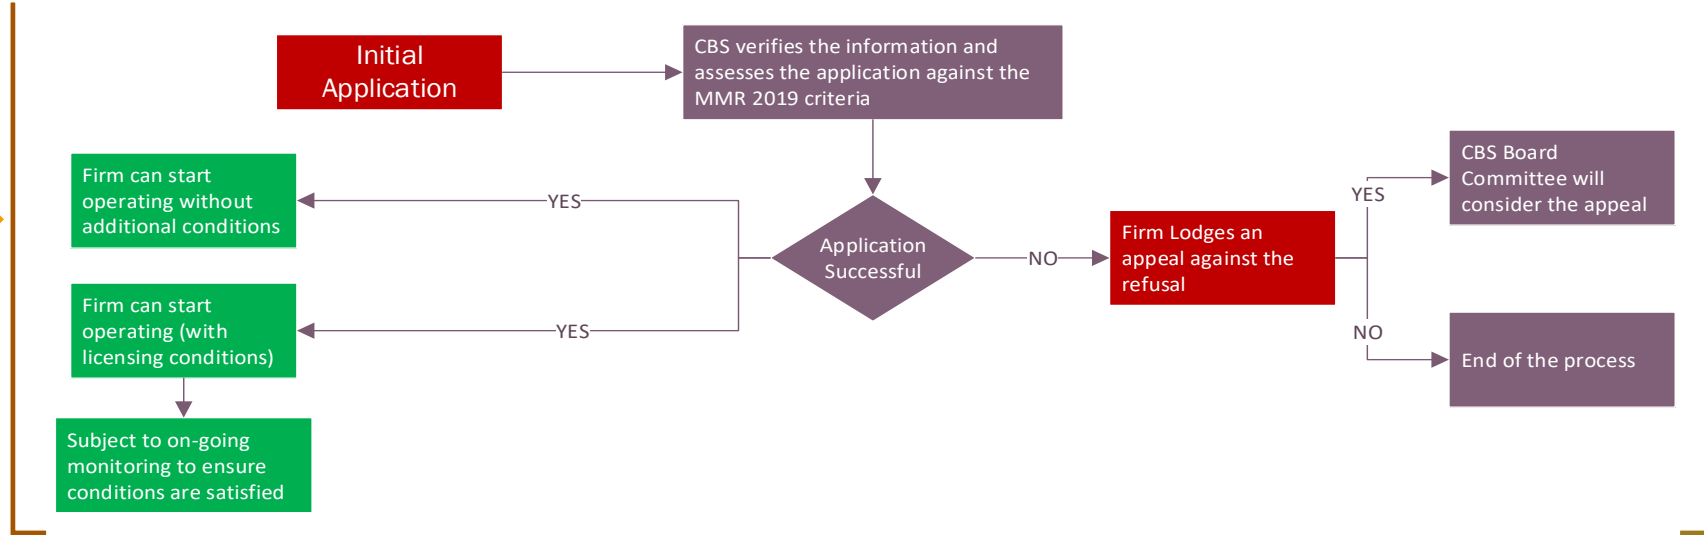 Initial
Application
CBS verifies the information and
assesses the application against the
MMR 2019 criteria
Firm can start
operating without
additional conditions
YES
Application
Successful
NO
Firm Lodges an
appeal against the
refusal
YES
CBS Board
Committee will
consider the appeal
Firm can start
operating (with
licensing conditions)
YES
NO
End of the process
Subject to on-going
monitoring to ensure
conditions are satisfied